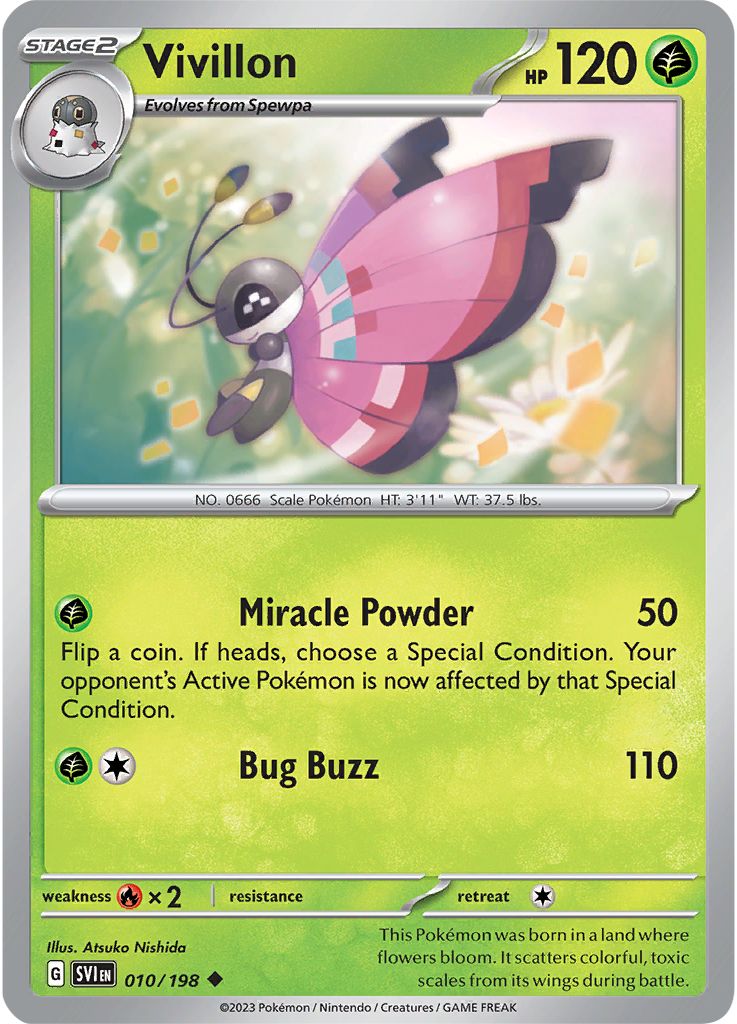 STAGE2
Vivillon
HP 120
Evolves from Spewpa
NO. 0666 Scale Pokémon HT: 3'11" WT: 37.5 lbs.
Miracle Powder 50
Flip a coin. If heads, choose a Special Condition. Your
opponent's Active Pokémon is now affected by that Special
Condition.
Bug Buzz 110
weakness ×2 resistance retreat
Illus. Atsuko Nishida
This Pokémon was born in a land where
flowers bloom. It scatters colorful, toxic
scales from its wings during battle.
G SVI EN 010/198
©2023 Pokémon / Nintendo / Creatures / GAME FREAK